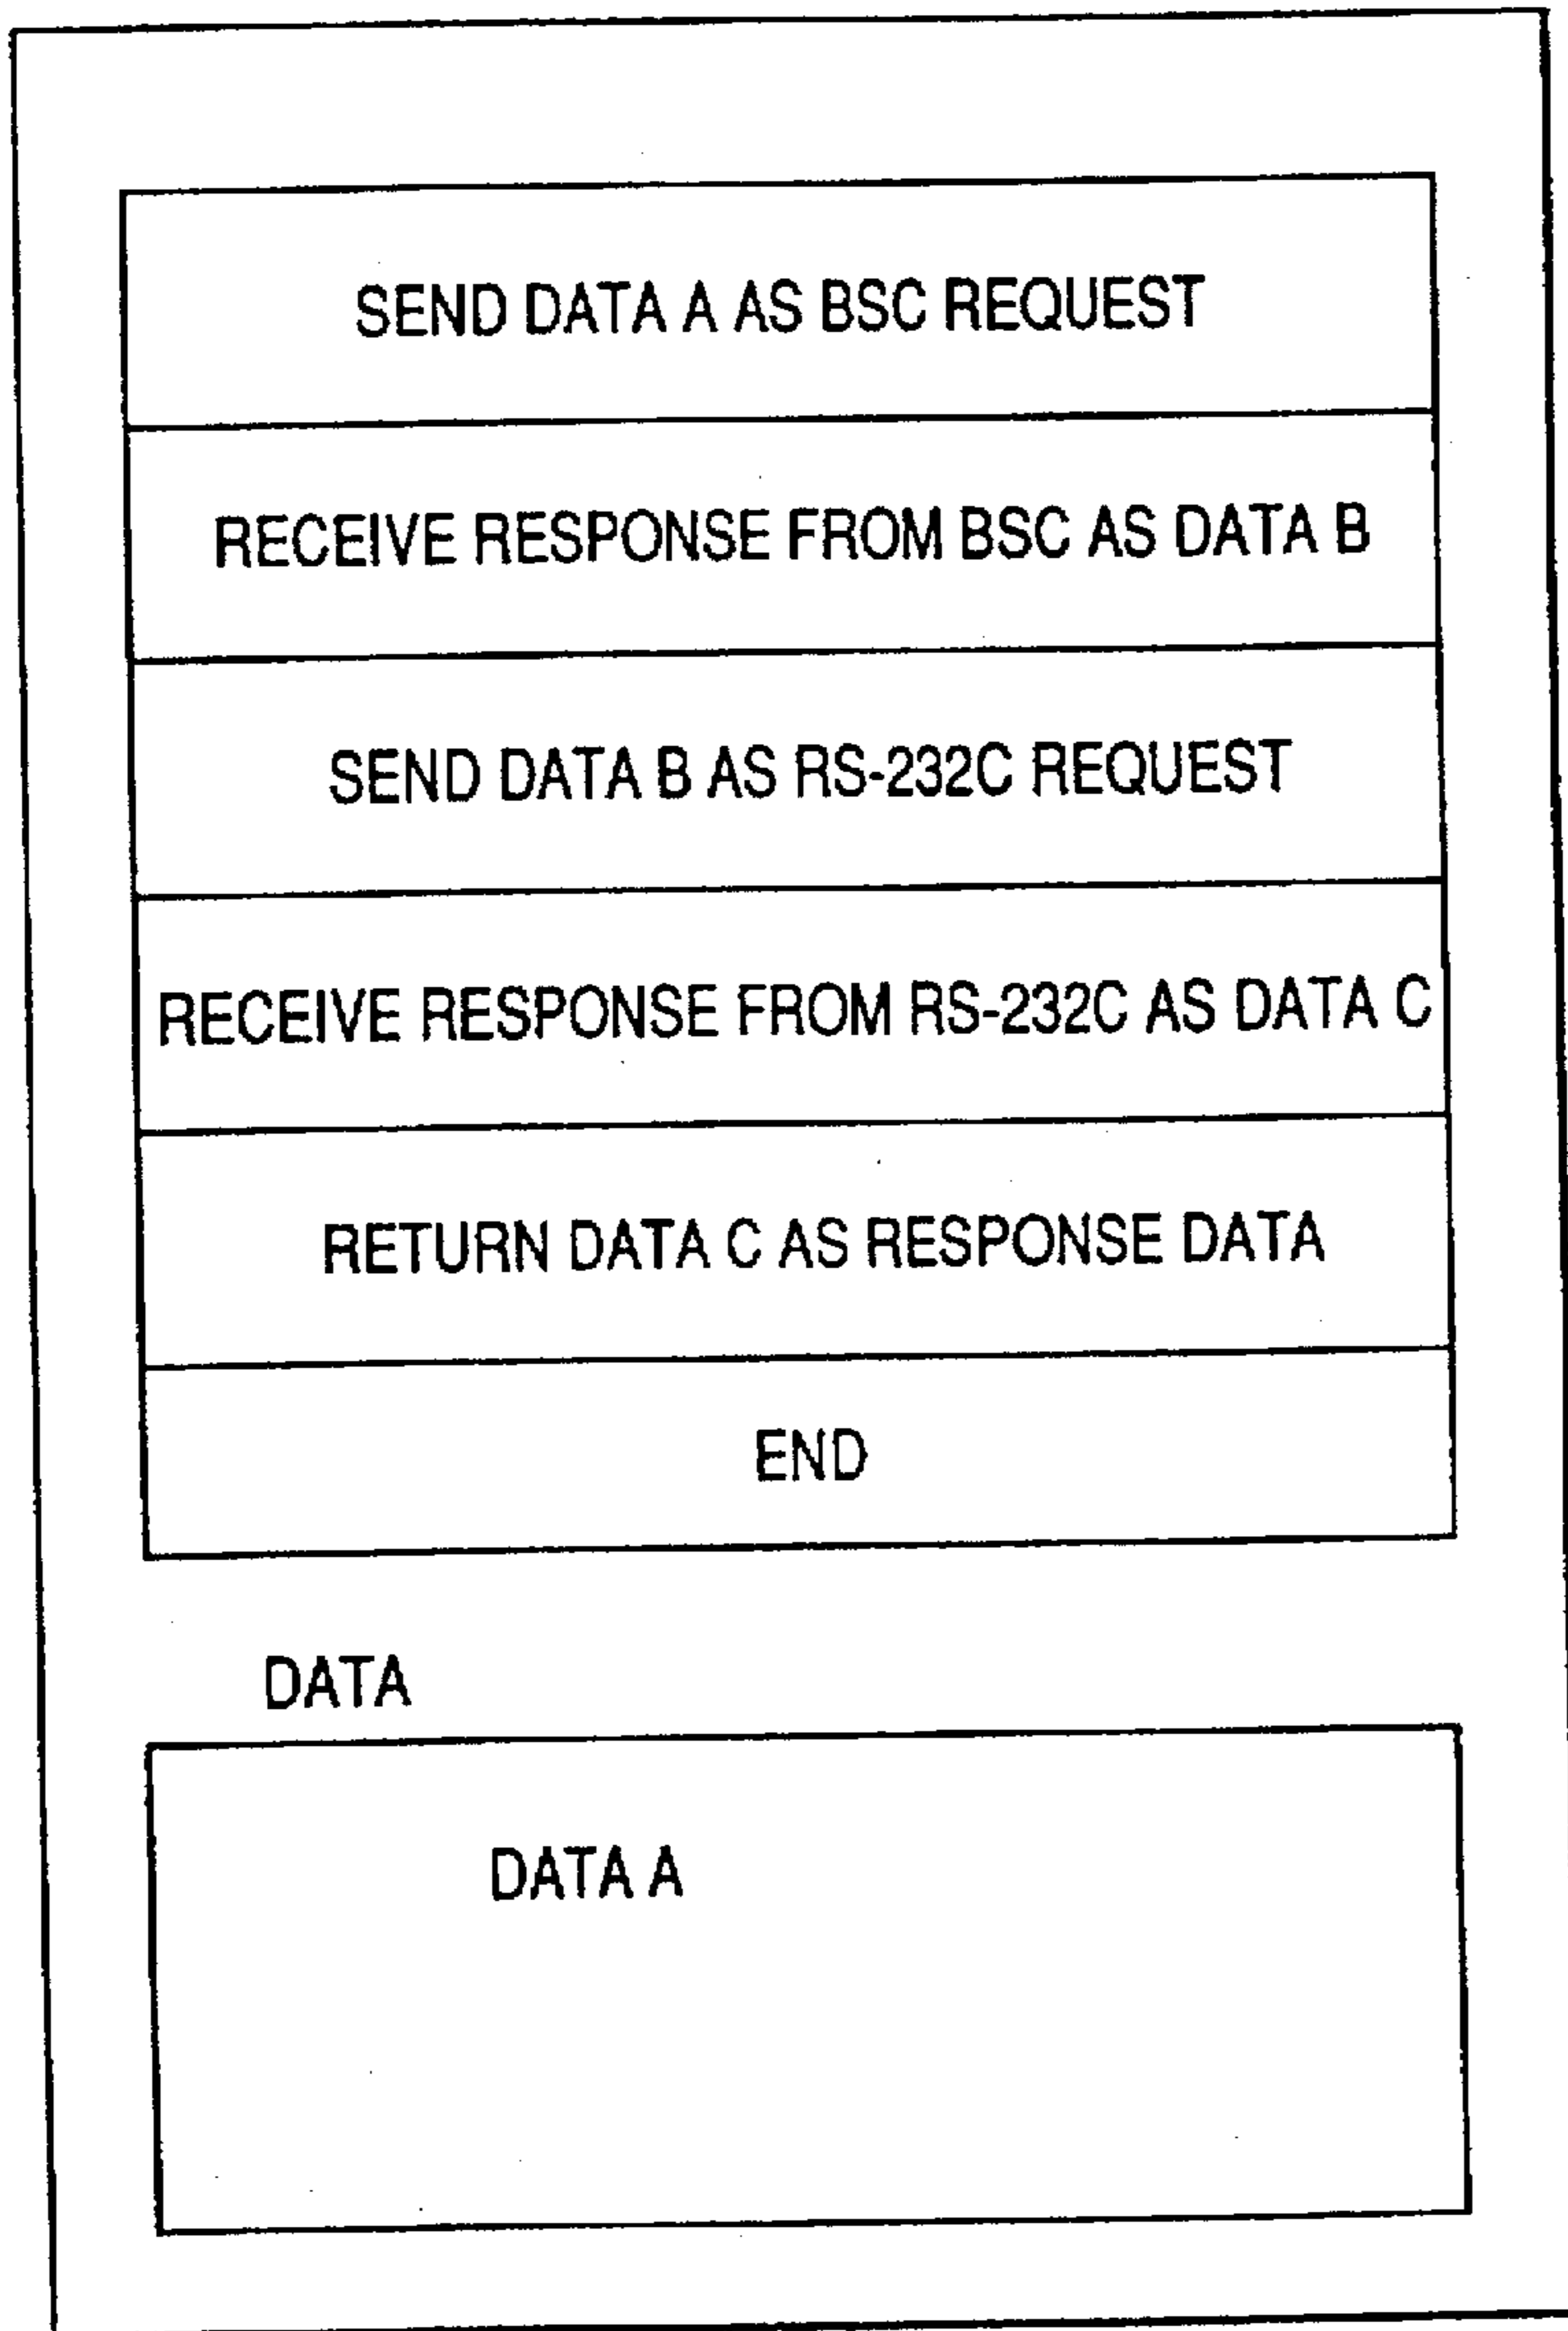 SEND DATA A AS BSC REQUEST
RECEIVE RESPONSE FROM BSC AS DATA B
SEND DATA B AS RS-232C REQUEST
RECEIVE RESPONSE FROM RS-232C AS DATA C
RETURN DATA C AS RESPONSE DATA
END
DATA
DATA A